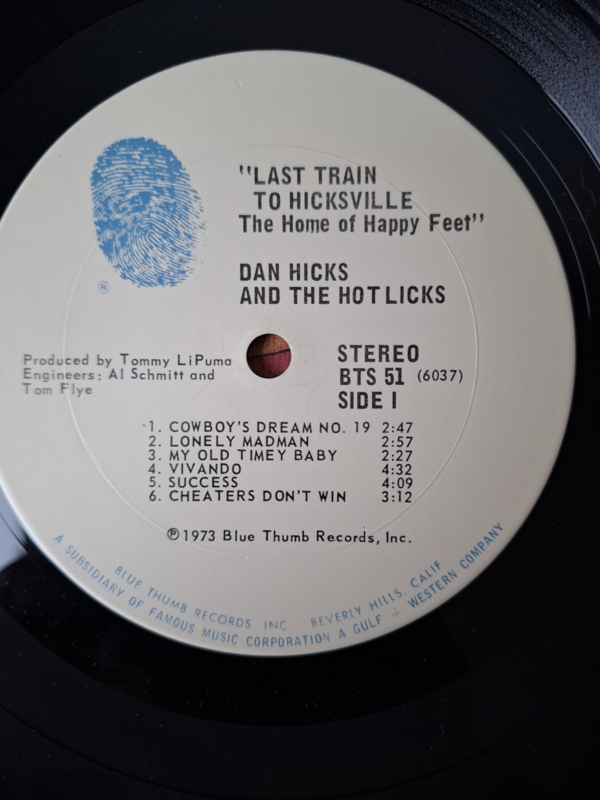 "LAST TRAIN
TO HICKSVILLE
The Home of Happy Feet"
DAN HICKS
AND THE HOT LICKS
®
Produced by Tommy LiPuma
Engineers: Al Schmitt and
Tom Flye
STEREO
BTS 51 (6037)
SIDE I
1. COWBOY'S DREAM NO. 19 2:47
2. LONELY MADMAN 2:57
3. MY OLD TIMEY BABY 2:27
4. VIVANDO 4:32
5. SUCCESS 4:09
6. CHEATERS DON'T WIN 3:12
℗1973 Blue Thumb Records, Inc.
BLUE THUMB RECORDS INC BEVERLY HILLS, CALIF.
A SUBSIDIARY OF FAMOUS MUSIC CORPORATION A GULF + WESTERN COMPANY